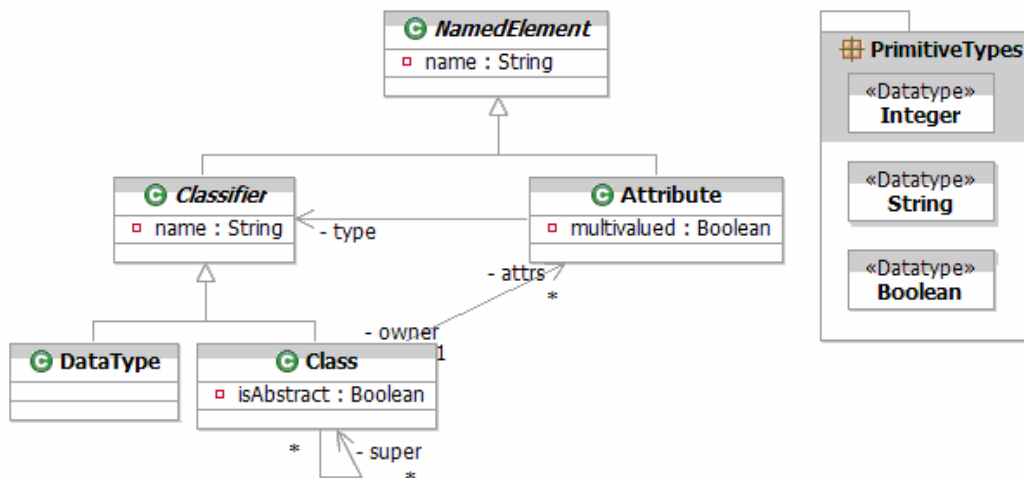 NamedElement
name : String
PrimitiveTypes
«Datatype»
Integer
«Datatype»
String
«Datatype»
Boolean
Classifier
name : String
Attribute
multivalued : Boolean
- type
- attrs
*
- owner
1
DataType
Class
isAbstract : Boolean
*
- super
*